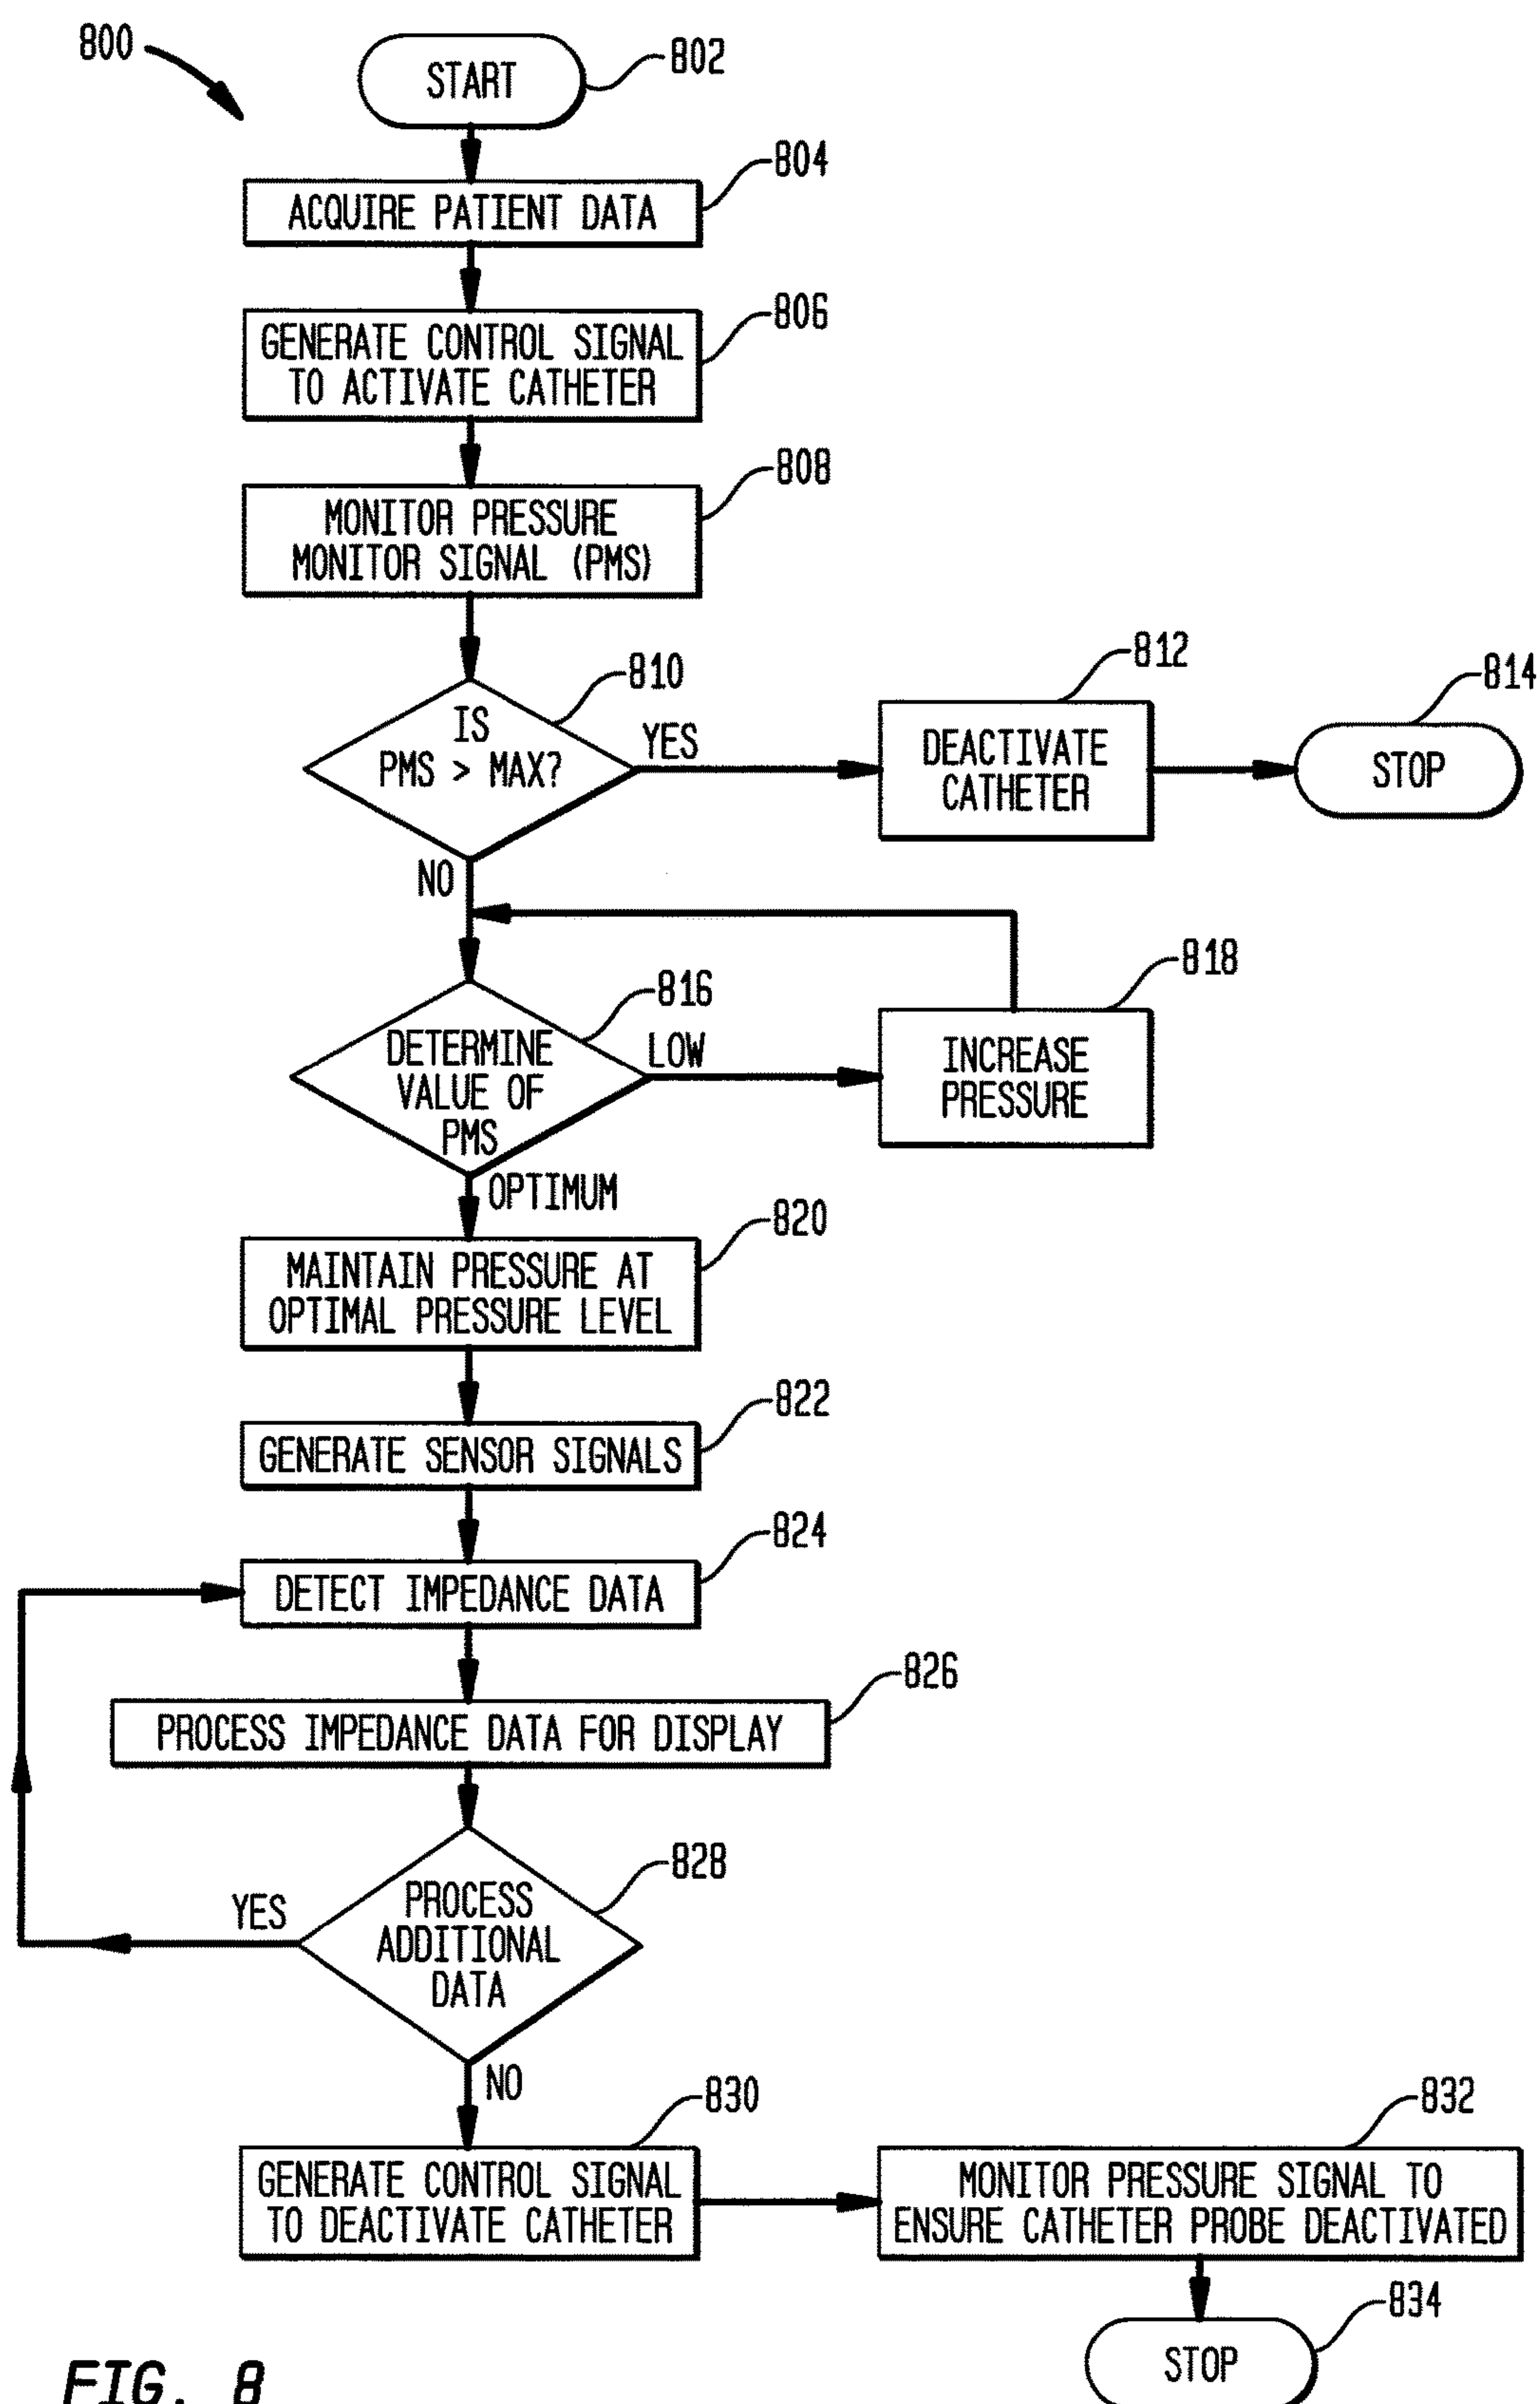 800
START
802
804
ACQUIRE PATIENT DATA
806
GENERATE CONTROL SIGNAL
TO ACTIVATE CATHETER
808
MONITOR PRESSURE
MONITOR SIGNAL (PMS)
810
IS
PMS > MAX?
YES
812
DEACTIVATE
CATHETER
814
STOP
NO
816
DETERMINE
VALUE OF
PMS
LOW
818
INCREASE
PRESSURE
OPTIMUM
820
MAINTAIN PRESSURE AT
OPTIMAL PRESSURE LEVEL
822
GENERATE SENSOR SIGNALS
824
DETECT IMPEDANCE DATA
826
PROCESS IMPEDANCE DATA FOR DISPLAY
828
PROCESS
ADDITIONAL
DATA
YES
NO
830
GENERATE CONTROL SIGNAL
TO DEACTIVATE CATHETER
832
MONITOR PRESSURE SIGNAL TO
ENSURE CATHETER PROBE DEACTIVATED
834
STOP
FIG. 8